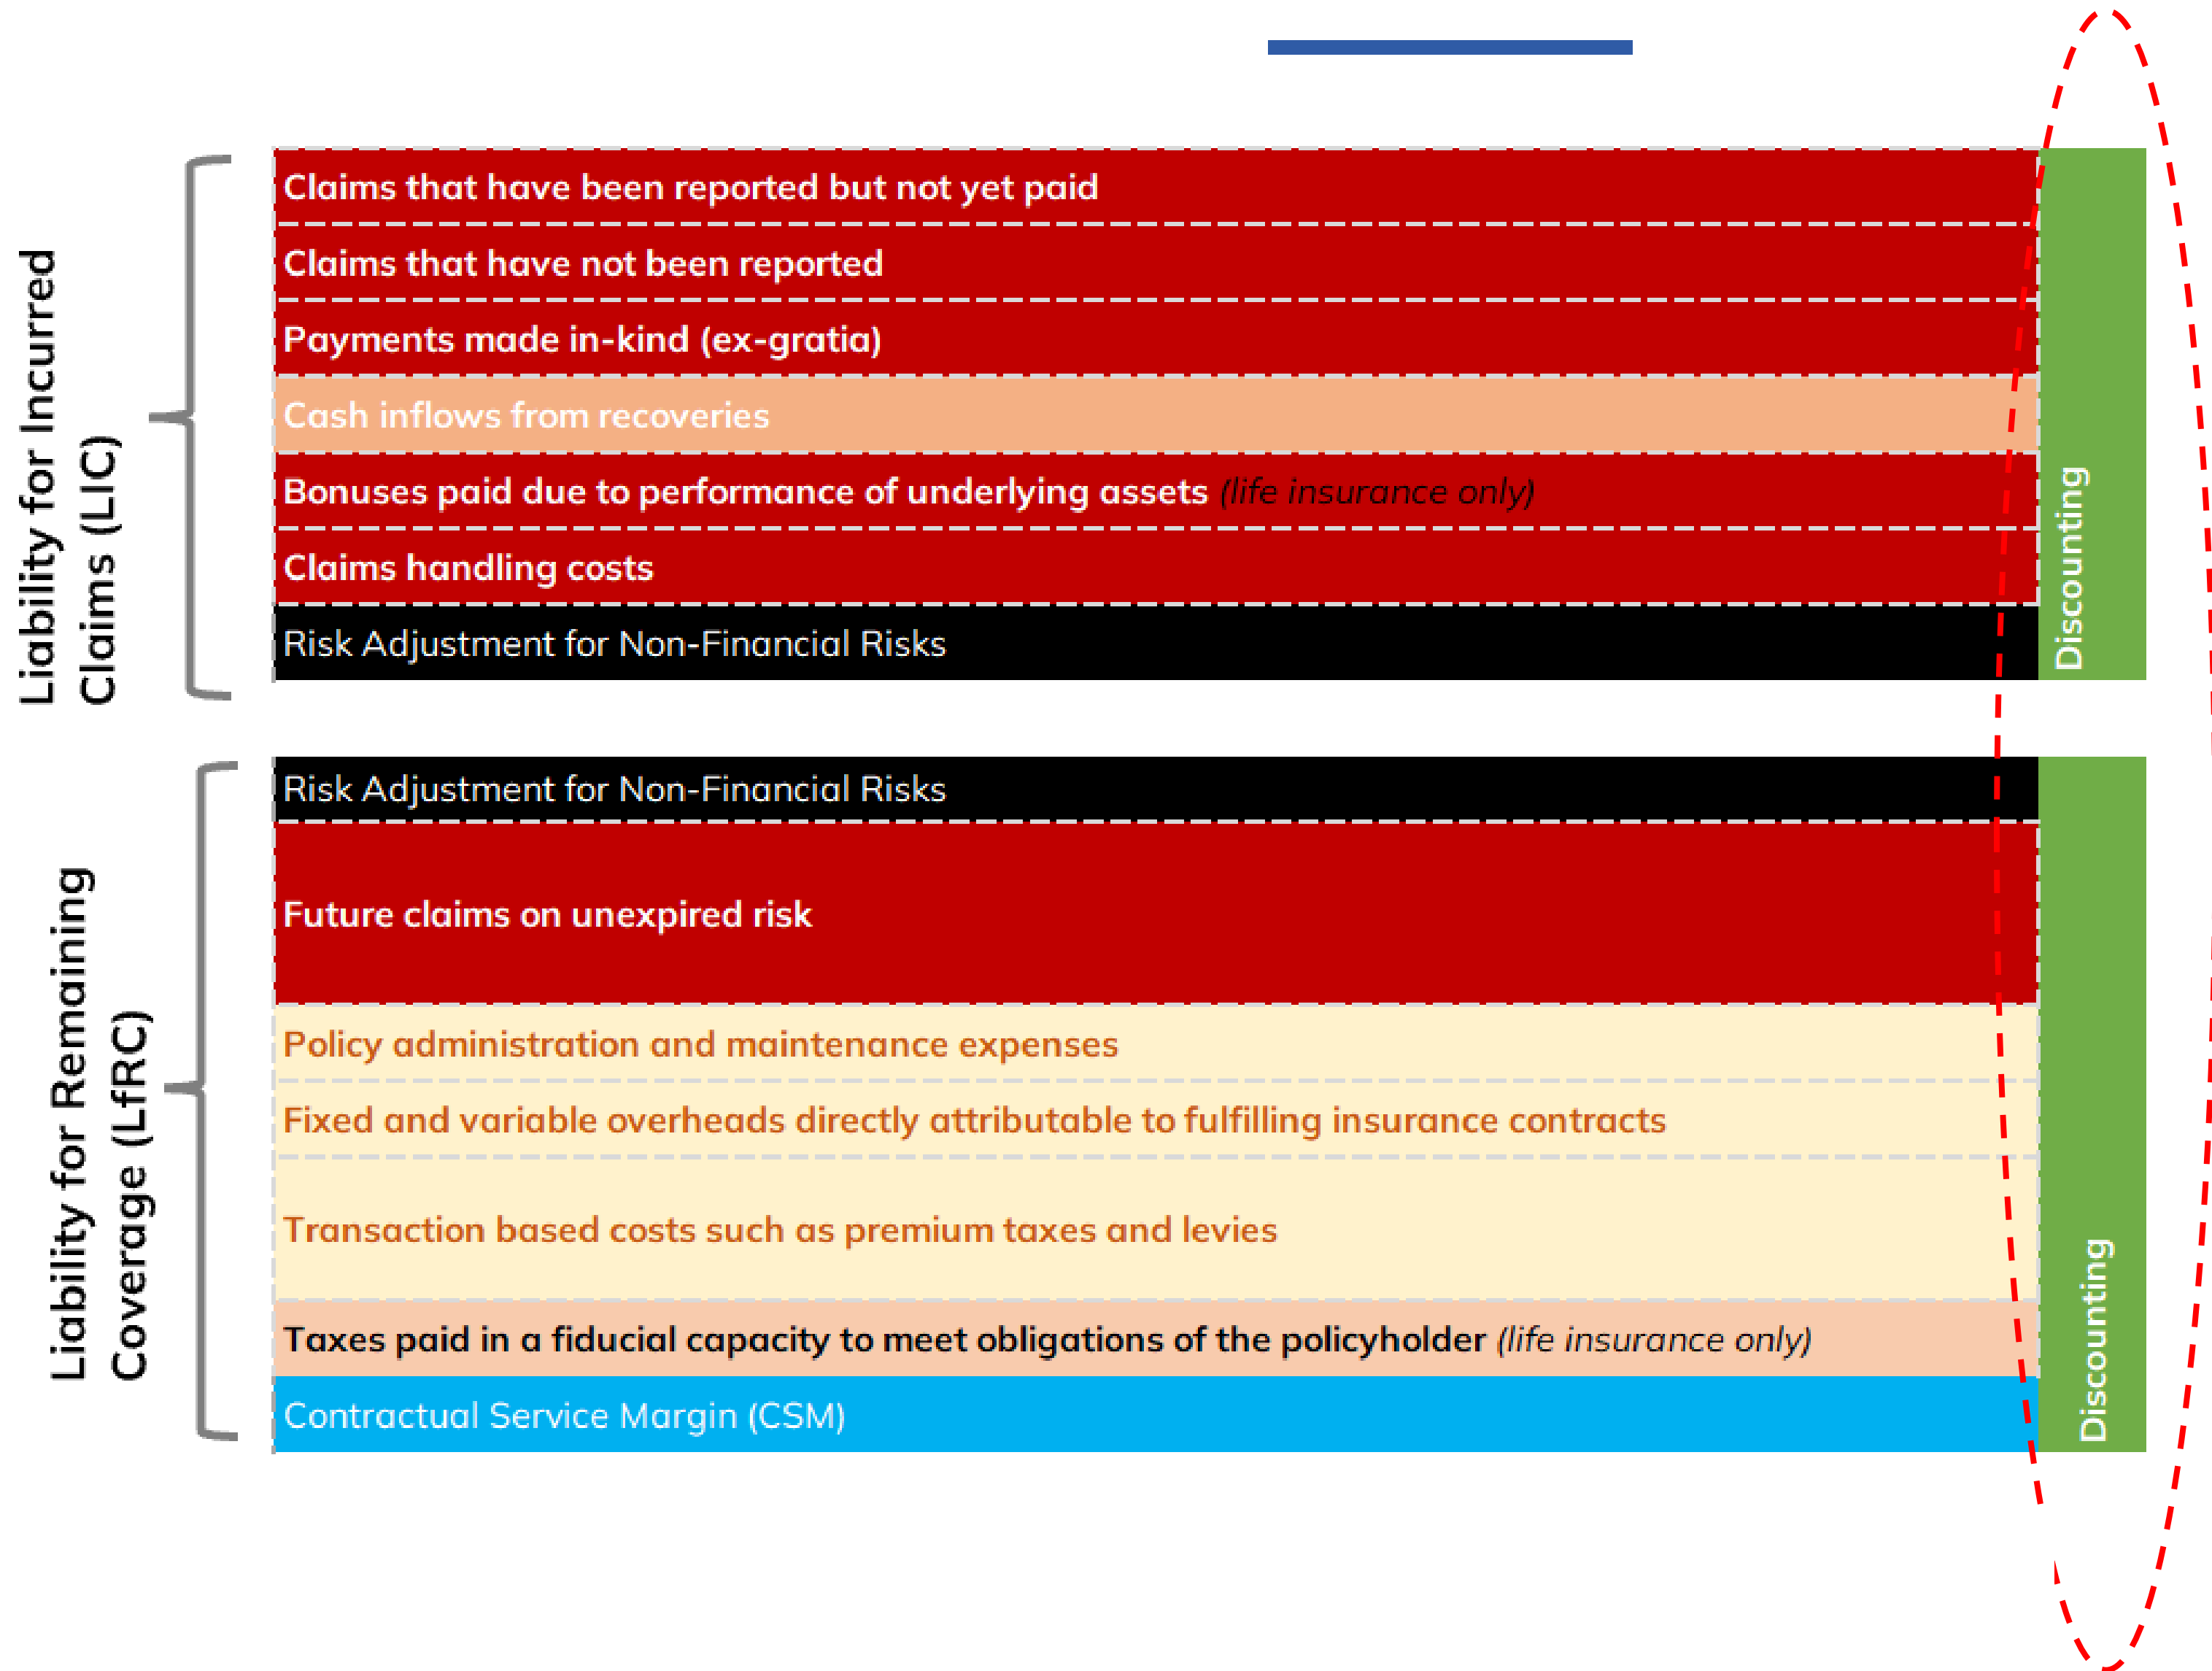 Liability for Incurred
Claims (LIC)
Claims that have been reported but not yet paid
Claims that have not been reported
Payments made in-kind (ex-gratia)
Cash inflows from recoveries
Bonuses paid due to performance of underlying assets (life insurance only)
Claims handling costs
Risk Adjustment for Non-Financial Risks
Discounting
Liability for Remaining
Coverage (LfRC)
Risk Adjustment for Non-Financial Risks
Future claims on unexpired risk
Policy administration and maintenance expenses
Fixed and variable overheads directly attributable to fulfilling insurance contracts
Transaction based costs such as premium taxes and levies
Taxes paid in a fiducial capacity to meet obligations of the policyholder (life insurance only)
Contractual Service Margin (CSM)
Discounting